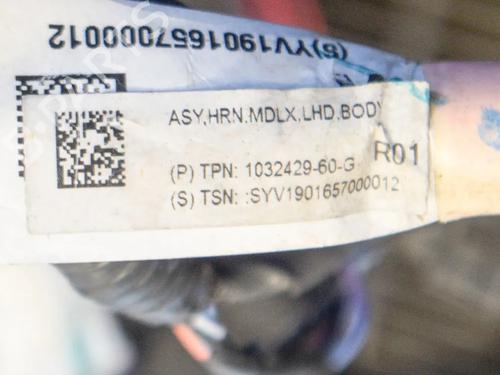 (S)YV1901657000012
ASY,HRN,MDLX,LHD,BODY
(P) TPN: 1032429-60-G
R01
(S) TSN: :SYV1901657000012